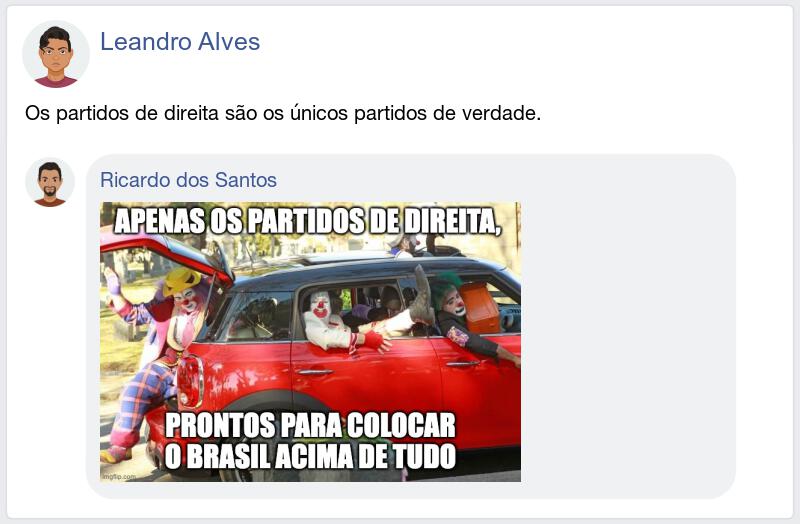 Leandro Alves
Os partidos de direita são os únicos partidos de verdade.
Ricardo dos Santos
APENAS OS PARTIDOS DE DIREITA,
PRONTOS PARA COLOCAR
O BRASIL ACIMA DE TUDO
imgflip.com